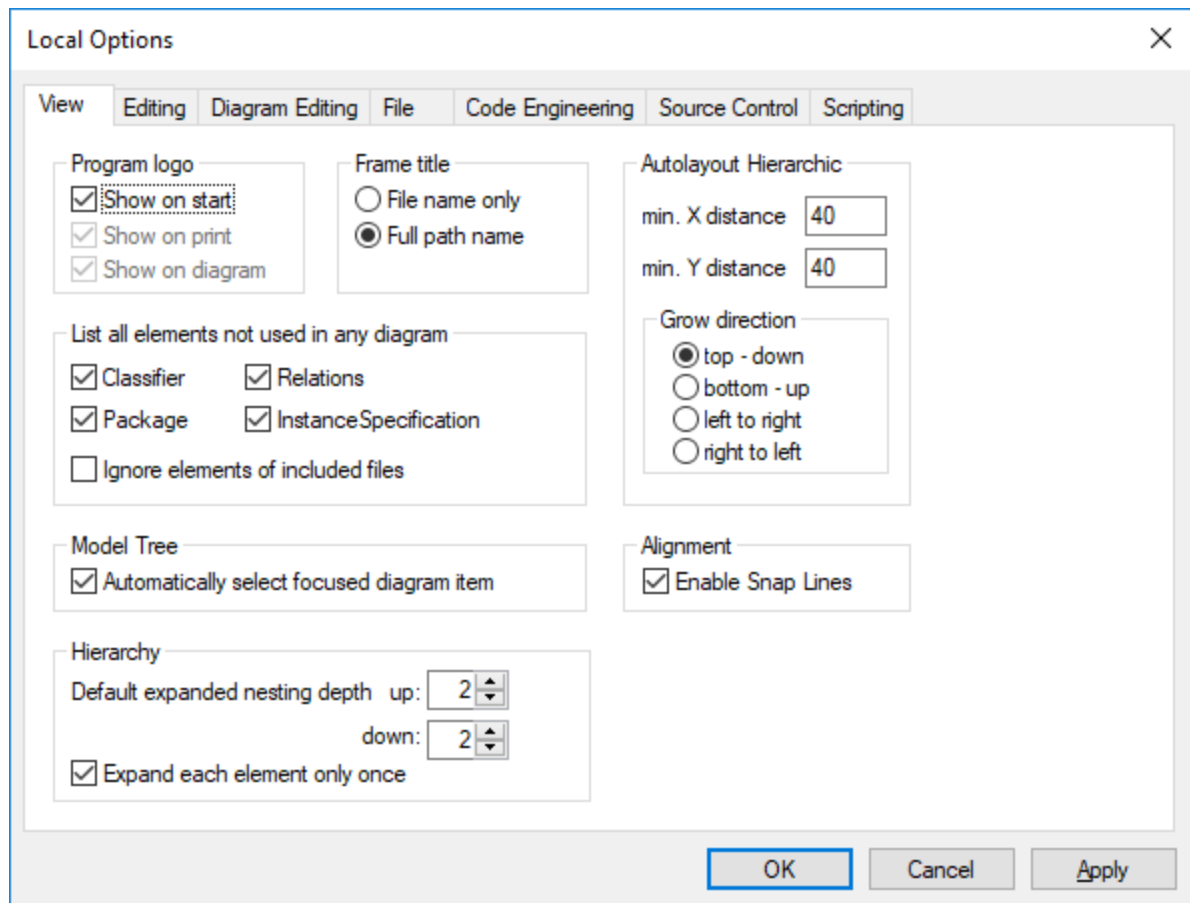 Local Options
View Editing Diagram Editing File Code Engineering Source Control Scripting
Program logo
Show on start
Show on print
Show on diagram
Frame title
File name only
Full path name
Autolayout Hierarchic
min. X distance 40
min. Y distance 40
Grow direction
top - down
bottom - up
left to right
right to left
List all elements not used in any diagram
Classifier Relations
Package InstanceSpecification
Ignore elements of included files
Model Tree
Automatically select focused diagram item
Alignment
Enable Snap Lines
Hierarchy
Default expanded nesting depth up: 2
down: 2
Expand each element only once
OK Cancel Apply